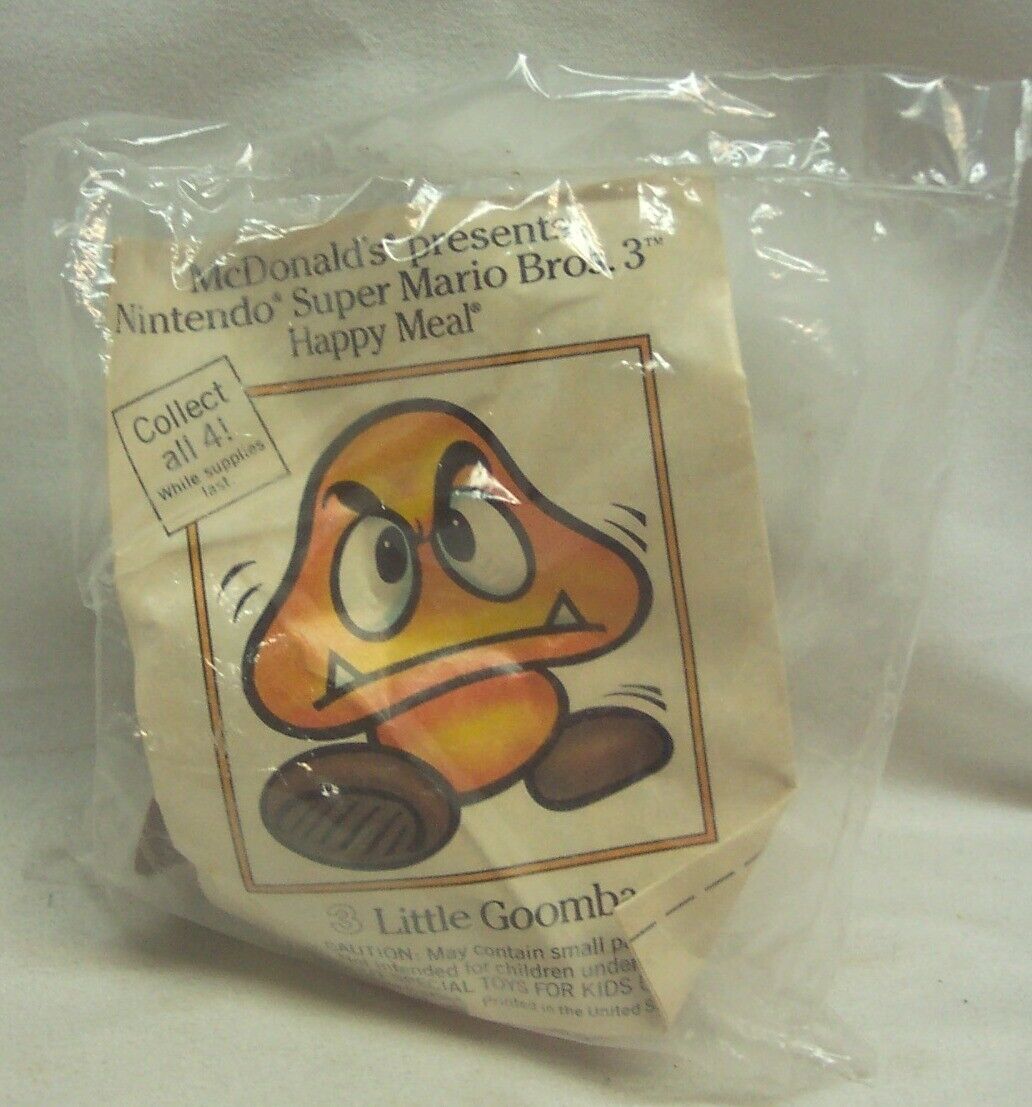 McDonald's® presents
Nintendo® Super Mario Bros. 3™
Happy Meal®
Collect
all 4!
While supplies
last.
3 Little Goomba
CAUTION: May contain small
intended for children under
SPECIAL TOYS FOR KIDS
Printed in the United